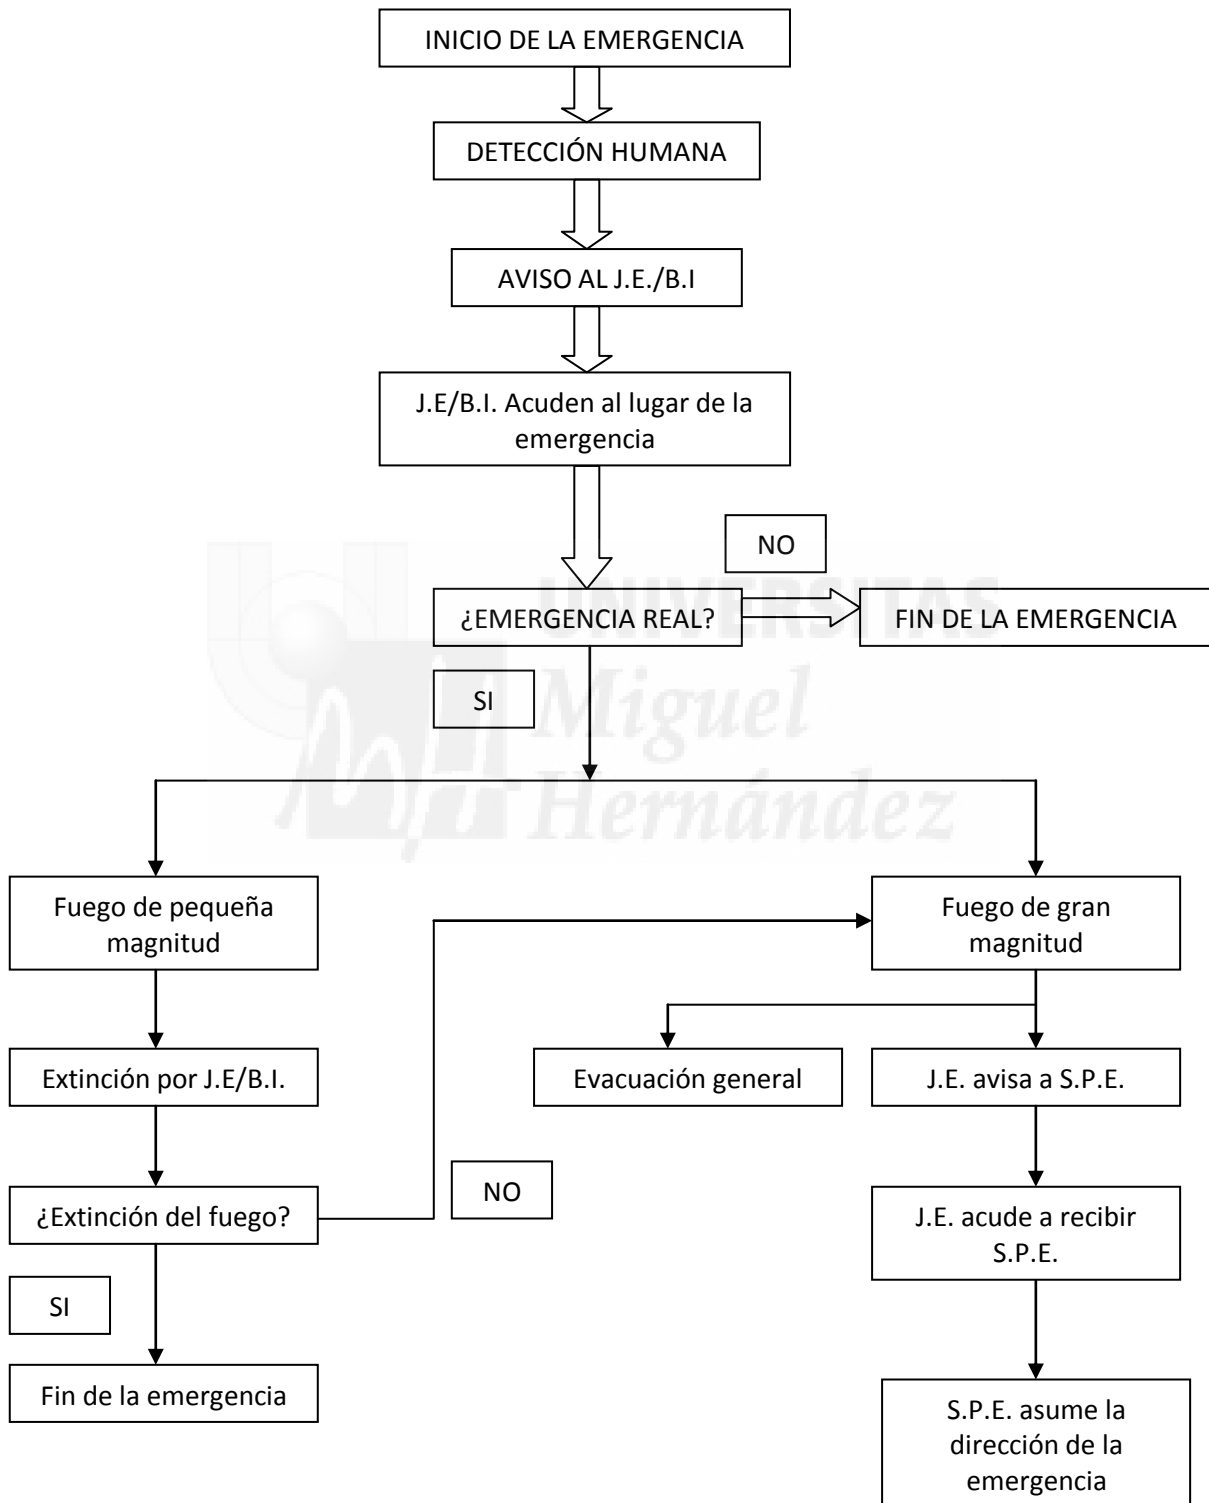 INICIO DE LA EMERGENCIA
DETECCIÓN HUMANA
AVISO AL J.E./B.I
J.E/B.I. Acuden al lugar de la
emergencia
NO
¿EMERGENCIA REAL?
FIN DE LA EMERGENCIA
SI
UNIVERSITAS
Miguel
Hernández
Fuego de pequeña
magnitud
Fuego de gran
magnitud
Extinción por J.E/B.I.
Evacuación general
J.E. avisa a S.P.E.
NO
¿Extinción del fuego?
J.E. acude a recibir
S.P.E.
SI
Fin de la emergencia
S.P.E. asume la
dirección de la
emergencia